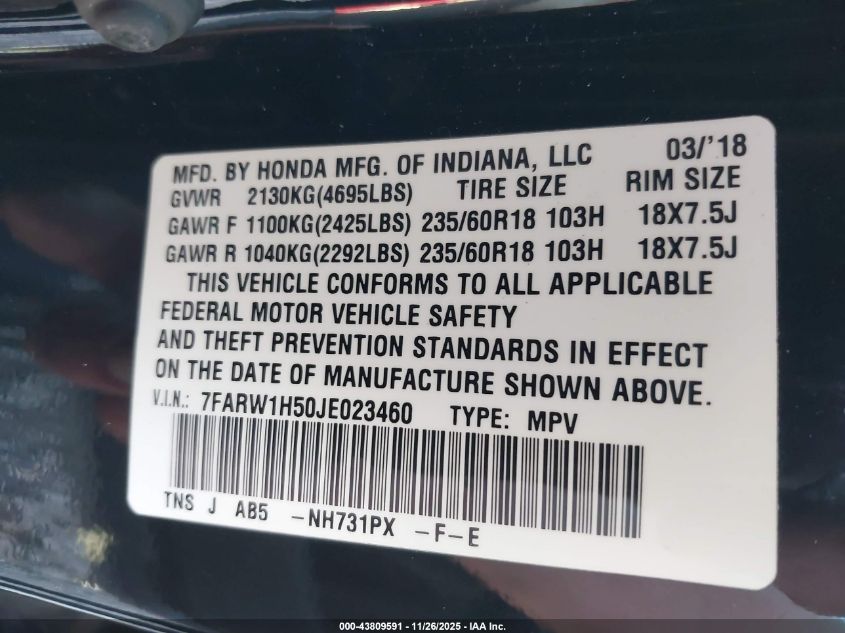 MFD. BY HONDA MFG. OF INDIANA, LLC 03/'18
GVWR 2130KG(4695LBS) TIRE SIZE RIM SIZE
GAWR F 1100KG(2425LBS) 235/60R18 103H 18X7.5J
GAWR R 1040KG(2292LBS) 235/60R18 103H 18X7.5J
THIS VEHICLE CONFORMS TO ALL APPLICABLE
FEDERAL MOTOR VEHICLE SAFETY
AND THEFT PREVENTION STANDARDS IN EFFECT
ON THE DATE OF MANUFACTURE SHOWN ABOVE.
V.I.N.: 7FARW1H50JE023460 TYPE: MPV
TNS J AB5 -NH731PX -F-E
000-43809591 - 11/26/2025 - IAA Inc.